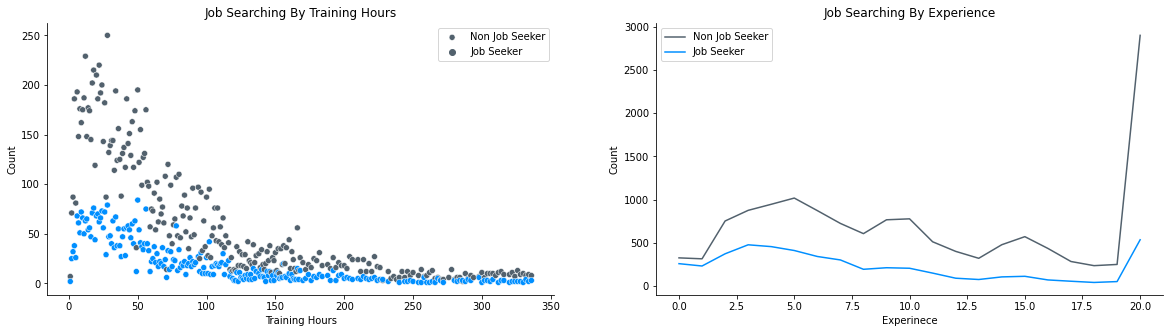 Job Searching By Training Hours
250
200
150
100
50
0
Count
Non Job Seeker
Job Seeker
0 50 100 150 200 250 300 350
Training Hours
Job Searching By Experience
3000
2500
2000
1500
1000
500
0
Count
Non Job Seeker
Job Seeker
0.0 2.5 5.0 7.5 10.0 12.5 15.0 17.5 20.0
Experinece